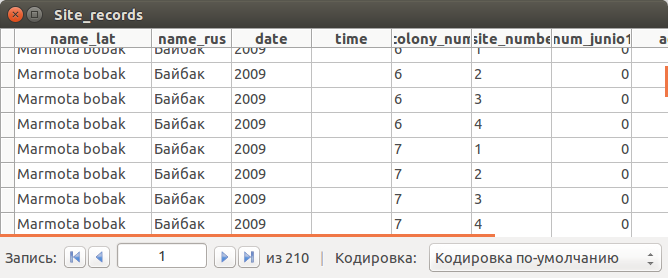 Site_records
name_lat name_rus date time colony_num site_numbe num_junio1 a
Marmota bobak Байбак 2009 6 1 0
Marmota bobak Байбак 2009 6 2 0
Marmota bobak Байбак 2009 6 3 0
Marmota bobak Байбак 2009 6 4 0
Marmota bobak Байбак 2009 7 1 0
Marmota bobak Байбак 2009 7 2 0
Marmota bobak Байбак 2009 7 3 0
Marmota bobak Байбак 2009 7 4 0
Запись: 1 из 210 | Кодировка: Кодировка по-умолчанию